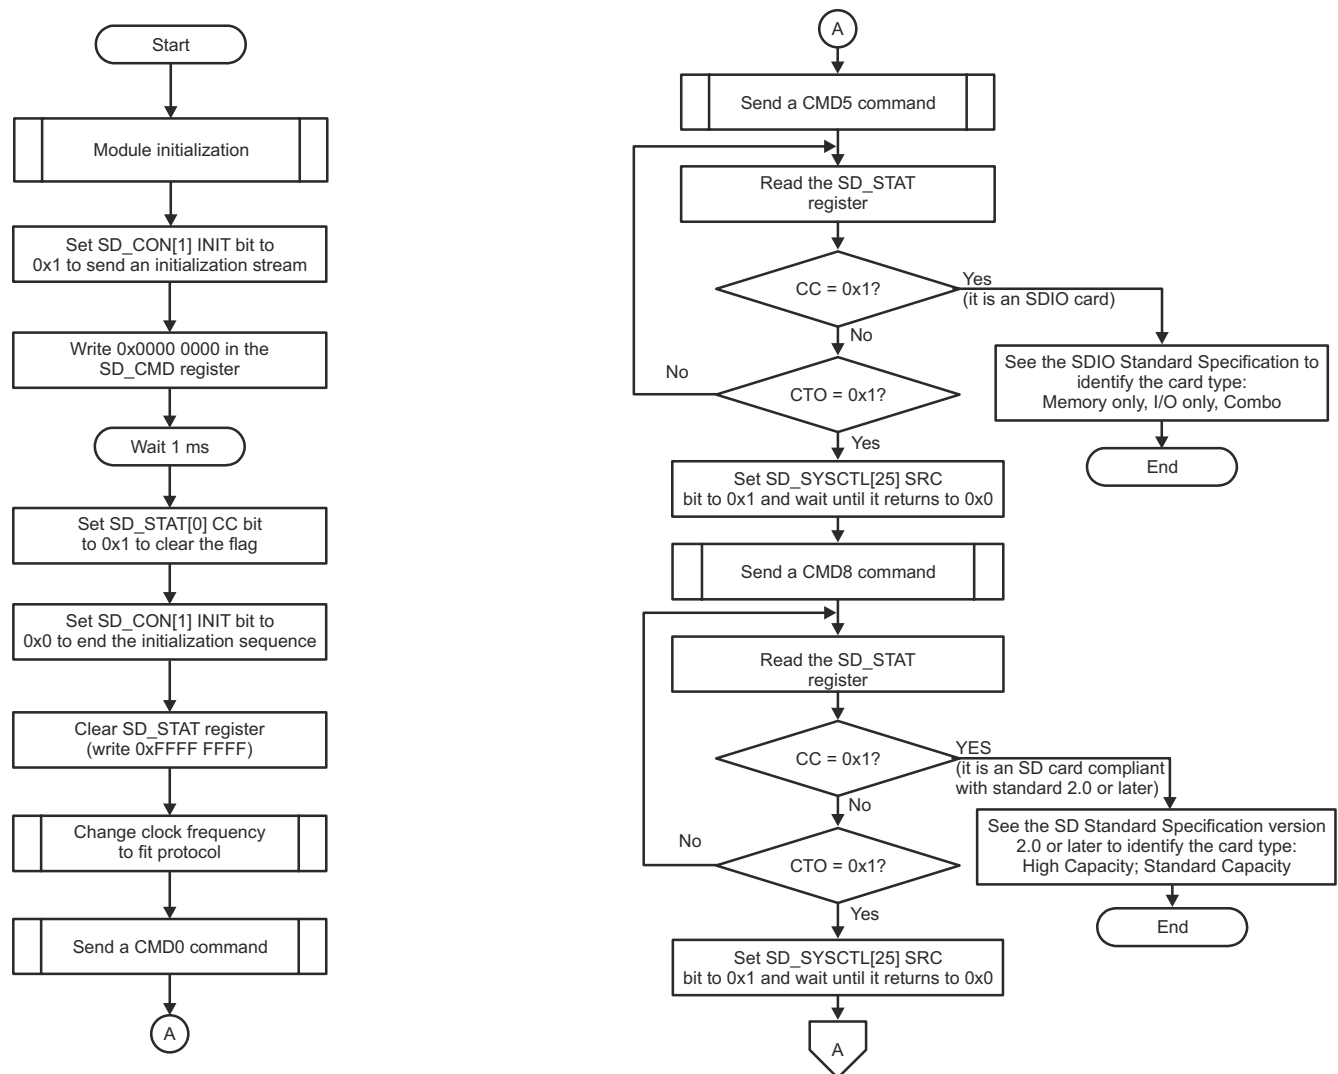 Start
Module initialization
Set SD_CON[1] INIT bit to
0x1 to send an initialization stream
Write 0x0000 0000 in the
SD_CMD register
Wait 1 ms
Set SD_STAT[0] CC bit
to 0x1 to clear the flag
Set SD_CON[1] INIT bit to
0x0 to end the initialization sequence
Clear SD_STAT register
(write 0xFFFF FFFF)
Change clock frequency
to fit protocol
Send a CMD0 command
A
A
Send a CMD5 command
Read the SD_STAT
register
CC = 0x1?
Yes
(it is an SDIO card)
No
See the SDIO Standard Specification to
identify the card type:
Memory only, I/O only, Combo
End
CTO = 0x1?
No
Yes
Set SD_SYSCTL[25] SRC
bit to 0x1 and wait until it returns to 0x0
Send a CMD8 command
Read the SD_STAT
register
CC = 0x1?
YES
(it is an SD card compliant
with standard 2.0 or later)
No
See the SD Standard Specification version
2.0 or later to identify the card type:
High Capacity; Standard Capacity
End
CTO = 0x1?
No
Yes
Set SD_SYSCTL[25] SRC
bit to 0x1 and wait until it returns to 0x0
A